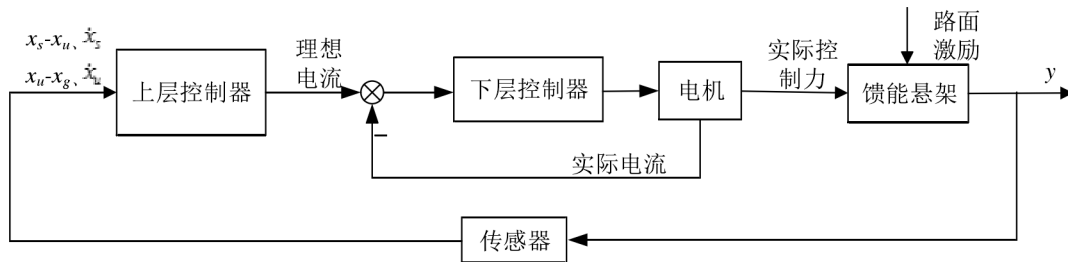 xs-xu、ẋs
xu-xg、ẋu
上层控制器
理想
电流
下层控制器
电机
实际控
制力
路面
激励
馈能悬架
y
−
实际电流
传感器